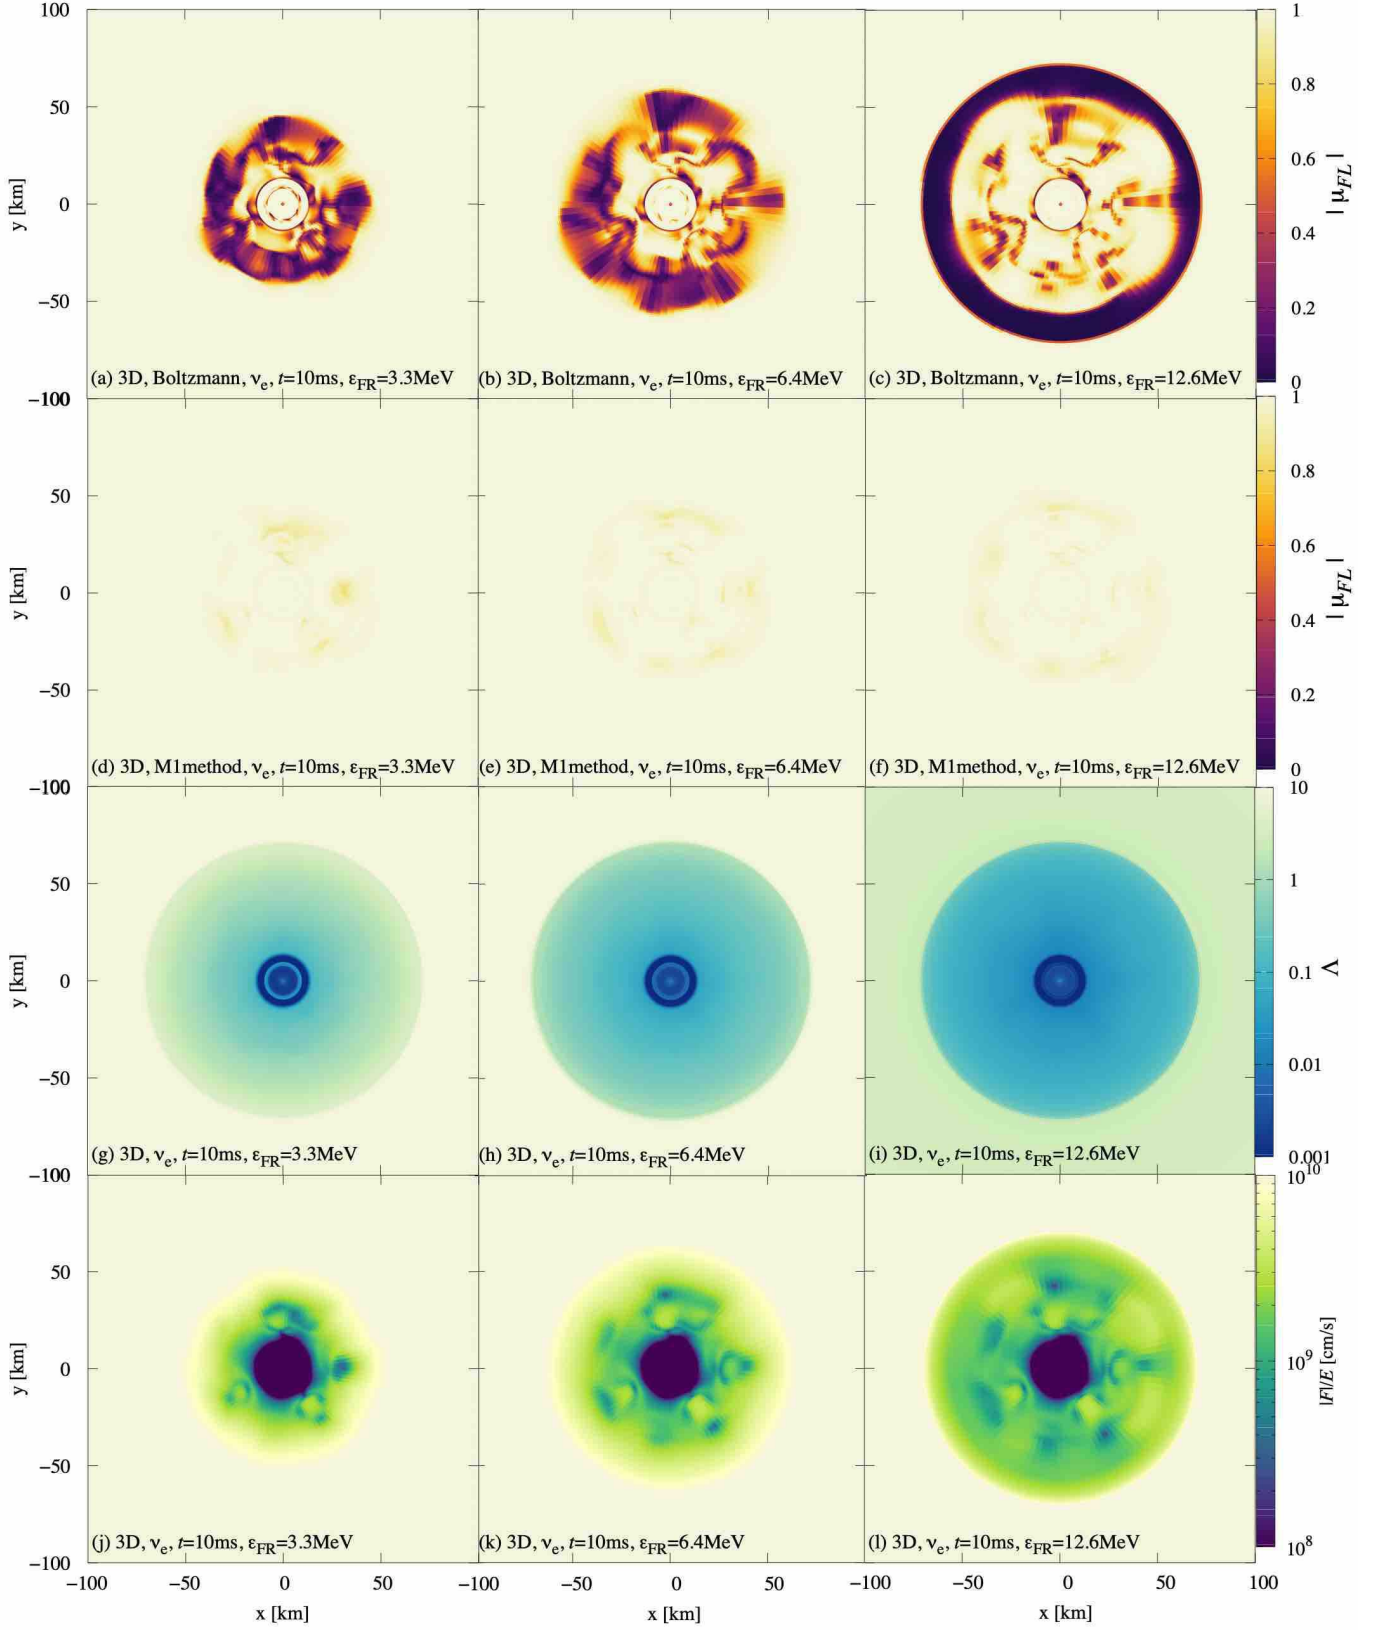 100
50
0
−50
−100
y [km]
(a) 3D, Boltzmann, νe, t=10ms, εFR=3.3MeV
(b) 3D, Boltzmann, νe, t=10ms, εFR=6.4MeV
(c) 3D, Boltzmann, νe, t=10ms, εFR=12.6MeV
1
0.8
0.6
0.4
0.2
0
| μFL |
50
0
−50
−100
y [km]
(d) 3D, M1method, νe, t=10ms, εFR=3.3MeV
(e) 3D, M1method, νe, t=10ms, εFR=6.4MeV
(f) 3D, M1method, νe, t=10ms, εFR=12.6MeV
1
0.8
0.6
0.4
0.2
0
| μFL |
50
0
−50
−100
y [km]
(g) 3D, νe, t=10ms, εFR=3.3MeV
(h) 3D, νe, t=10ms, εFR=6.4MeV
(i) 3D, νe, t=10ms, εFR=12.6MeV
10
1
0.1
0.01
0.001
Λ
50
0
−50
−100
y [km]
(j) 3D, νe, t=10ms, εFR=3.3MeV
(k) 3D, νe, t=10ms, εFR=6.4MeV
(l) 3D, νe, t=10ms, εFR=12.6MeV
10^10
10^9
10^8
|F|/E [cm/s]
−100 −50 0 50 −100 −50 0 50 −100 −50 0 50 100
x [km] x [km] x [km]